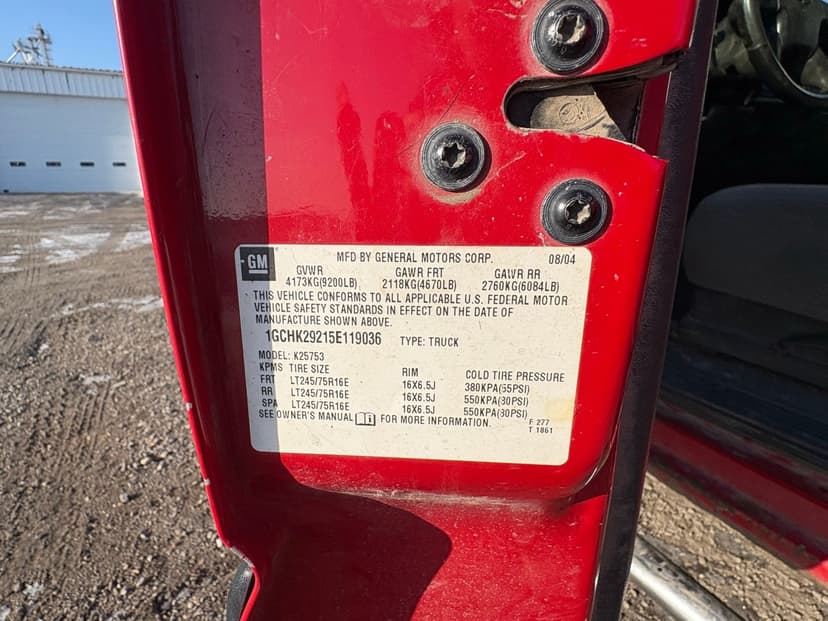 GM
MFD BY GENERAL MOTORS CORP. 08/04
GVWR GAWR FRT GAWR RR
4173KG(9200LB) 2118KG(4670LB) 2760KG(6084LB)
THIS VEHICLE CONFORMS TO ALL APPLICABLE U.S. FEDERAL MOTOR
VEHICLE SAFETY STANDARDS IN EFFECT ON THE DATE OF
MANUFACTURE SHOWN ABOVE.
1GCHK29215E119036 TYPE: TRUCK
MODEL: K25753
KPMS TIRE SIZE RIM COLD TIRE PRESSURE
FRT LT245/75R16E 16X6.5J 380KPA(55PSI)
RR LT245/75R16E 16X6.5J 550KPA(30PSI)
SPA LT245/75R16E 16X6.5J 550KPA(30PSI)
SEE OWNER'S MANUAL FOR MORE INFORMATION.
F 277
T 1861